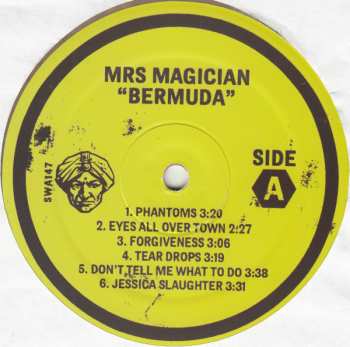 MRS MAGICIAN
"BERMUDA"
SWA147
SIDE
A
1. PHANTOMS 3:20
2. EYES ALL OVER TOWN 2:27
3. FORGIVENESS 3:06
4. TEAR DROPS 3:19
5. DON'T TELL ME WHAT TO DO 3:38
6. JESSICA SLAUGHTER 3:31